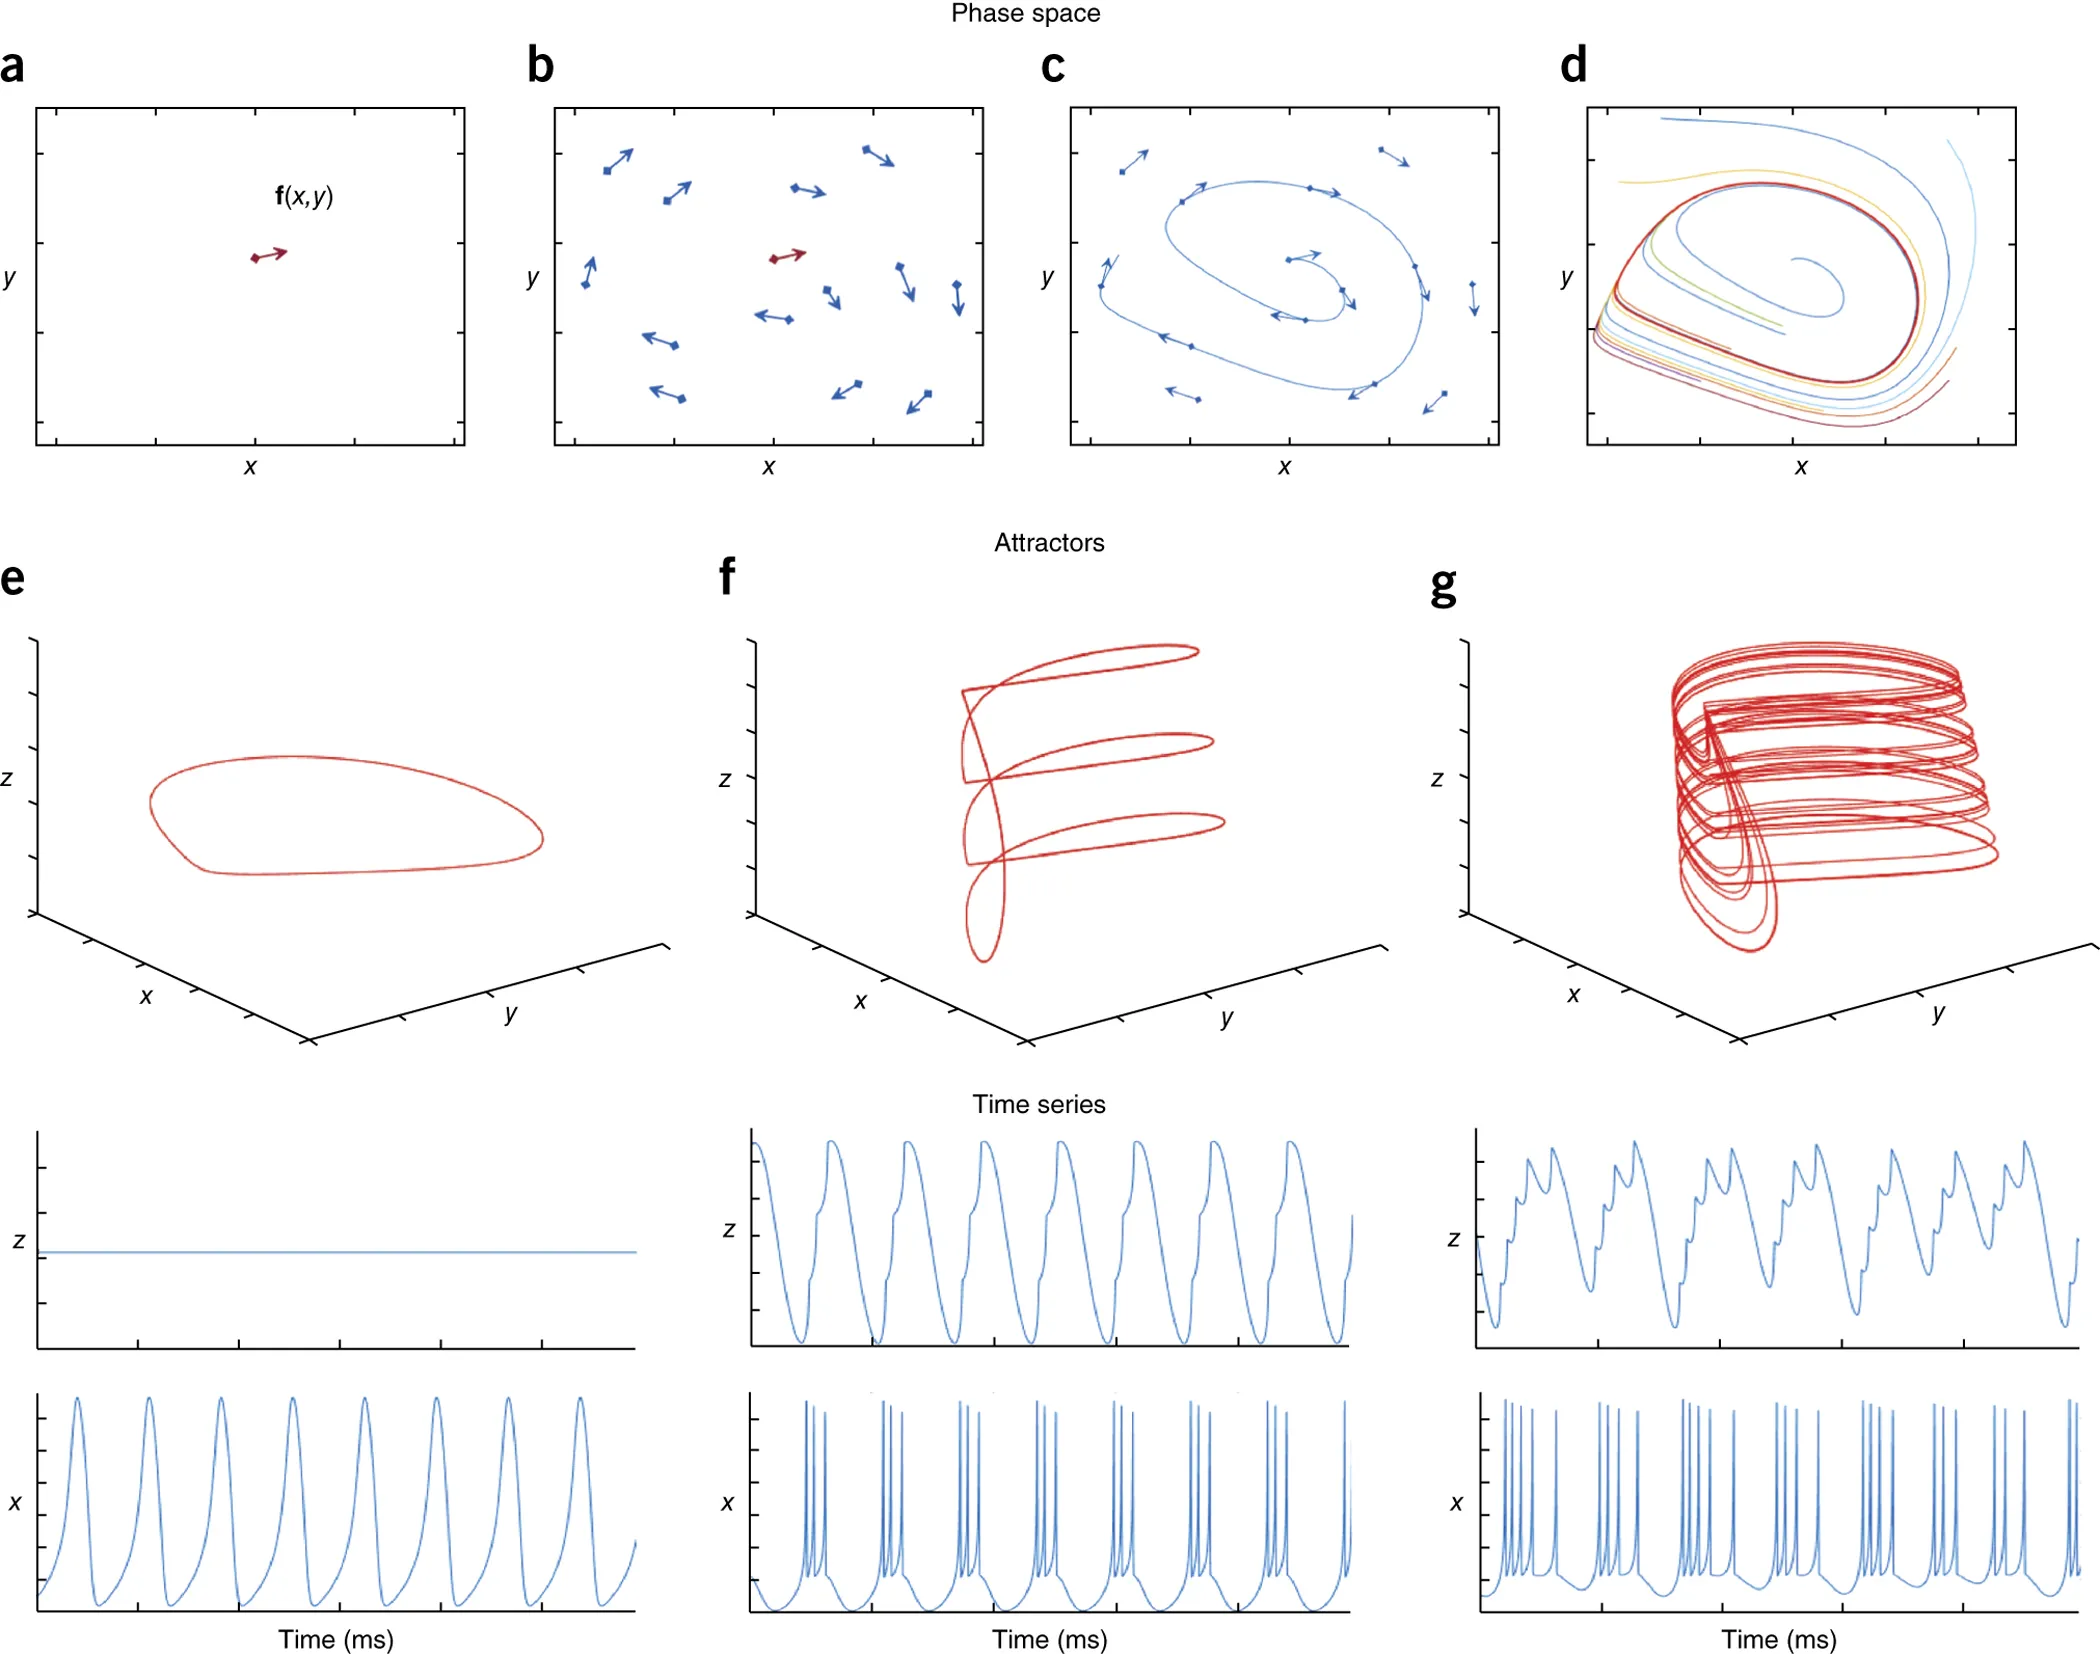 Phase space
a b c d
f(x,y)
y y y y
x x x x
Attractors
e f g
z z z
x y x y x y
Time series
z z z
x x x
Time (ms) Time (ms) Time (ms)